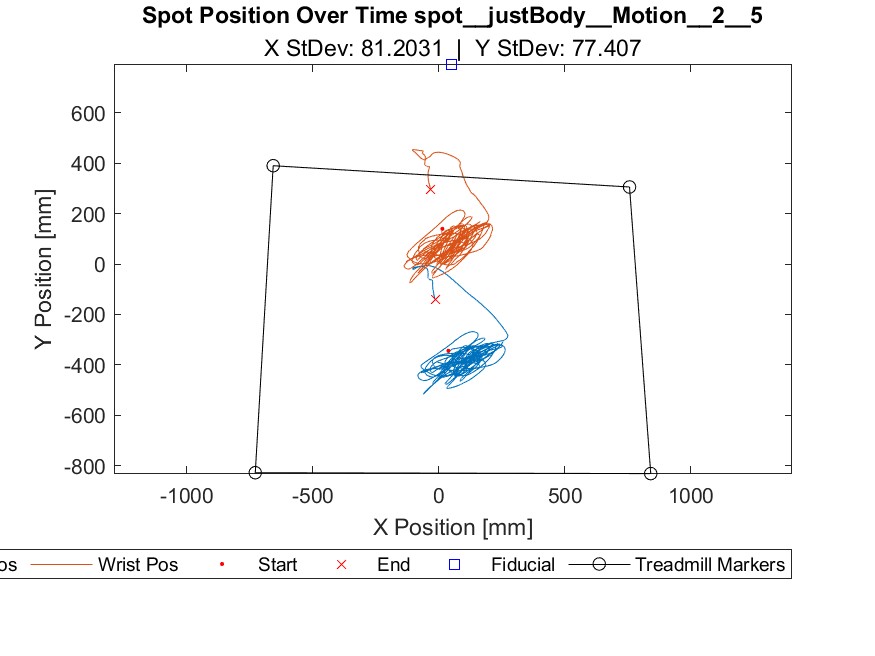 Spot Position Over Time spot__justBody__Motion__2__5
X StDev: 81.2031 | Y StDev: 77.407
600
400
200
0
-200
-400
-600
-800
Y Position [mm]
-1000 -500 0 500 1000
X Position [mm]
os Wrist Pos Start End Fiducial Treadmill Markers